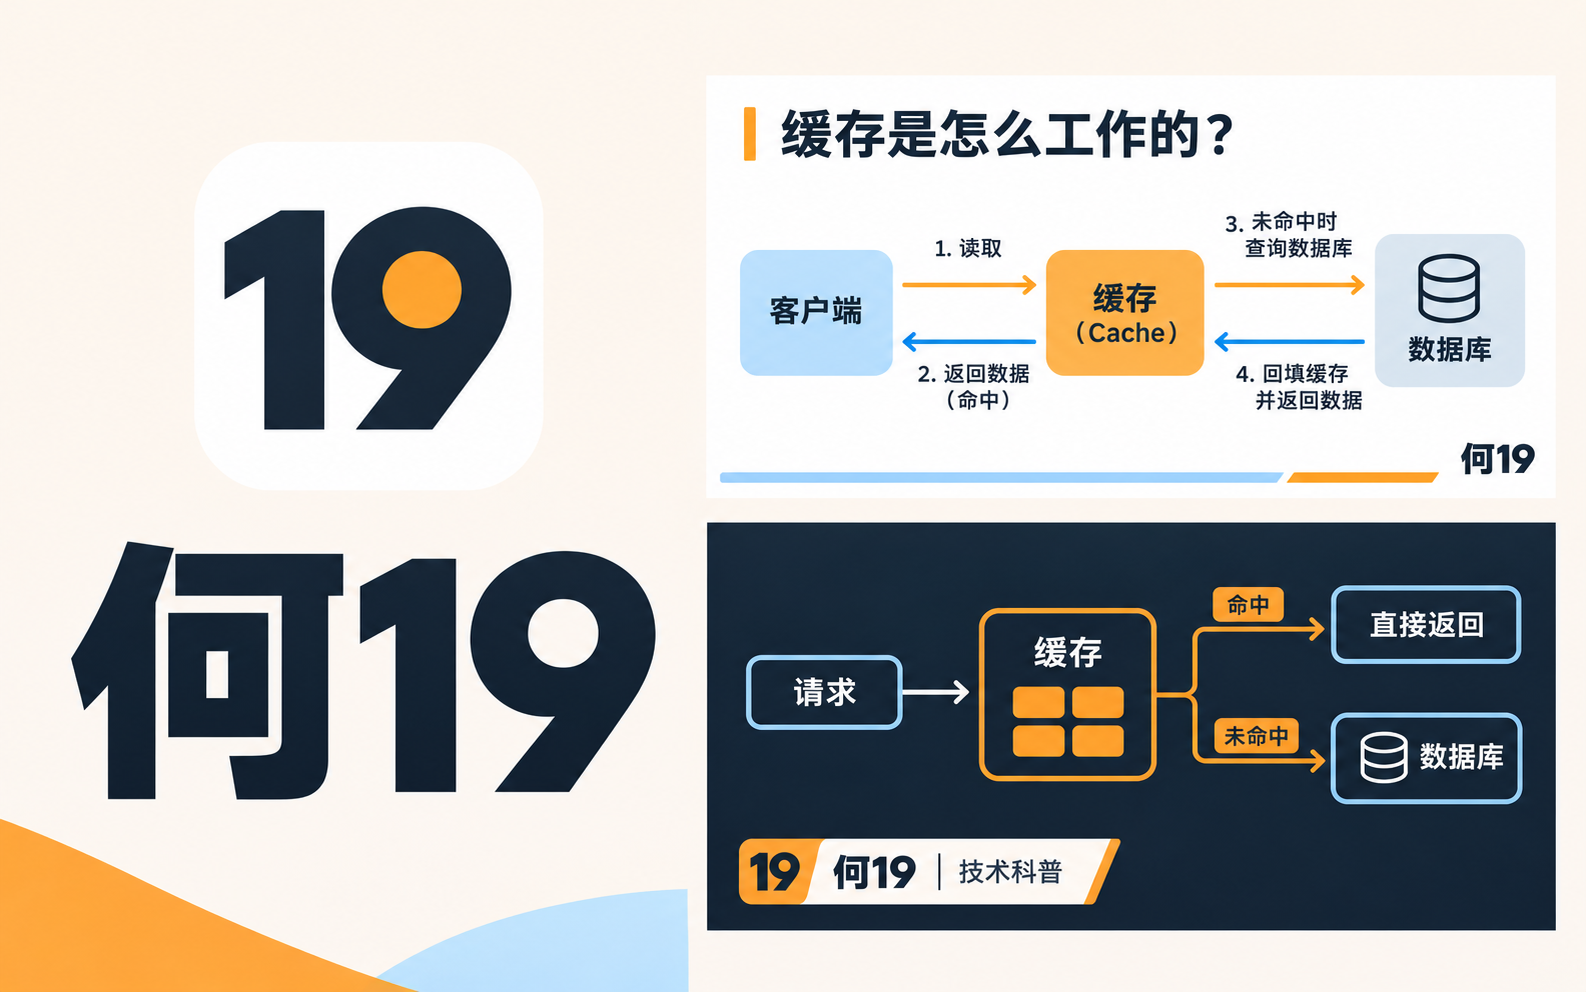 19
何19
缓存是怎么工作的？
客户端
1. 读取
2. 返回数据
（命中）
缓存
（Cache）
3. 未命中时
查询数据库
4. 回填缓存
并返回数据
数据库
何19
请求
缓存
命中
直接返回
未命中
数据库
19 何19 | 技术科普